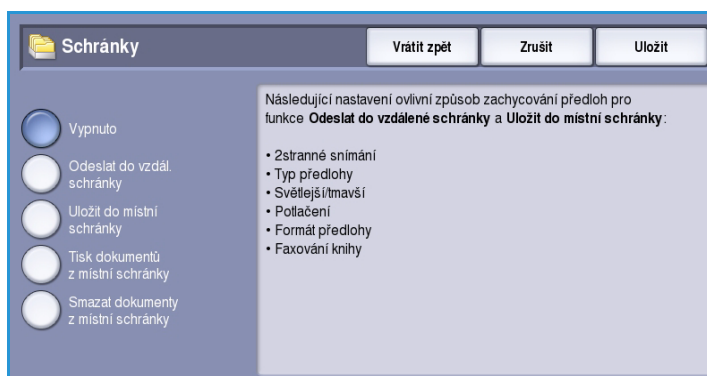 Schránky
Vrátit zpět
Zrušit
Uložit
Vypnuto
Odeslat do vzdál.
schránky
Uložit do místní
schránky
Tisk dokumentů
z místní schránky
Smazat dokumenty
z místní schránky
Následující nastavení ovlivní způsob zachycování předloh pro
funkce Odeslat do vzdálené schránky a Uložit do místní schránky:
• 2stranné snímání
• Typ předlohy
• Světlejší/tmavší
• Potlačení
• Formát předlohy
• Faxování knihy